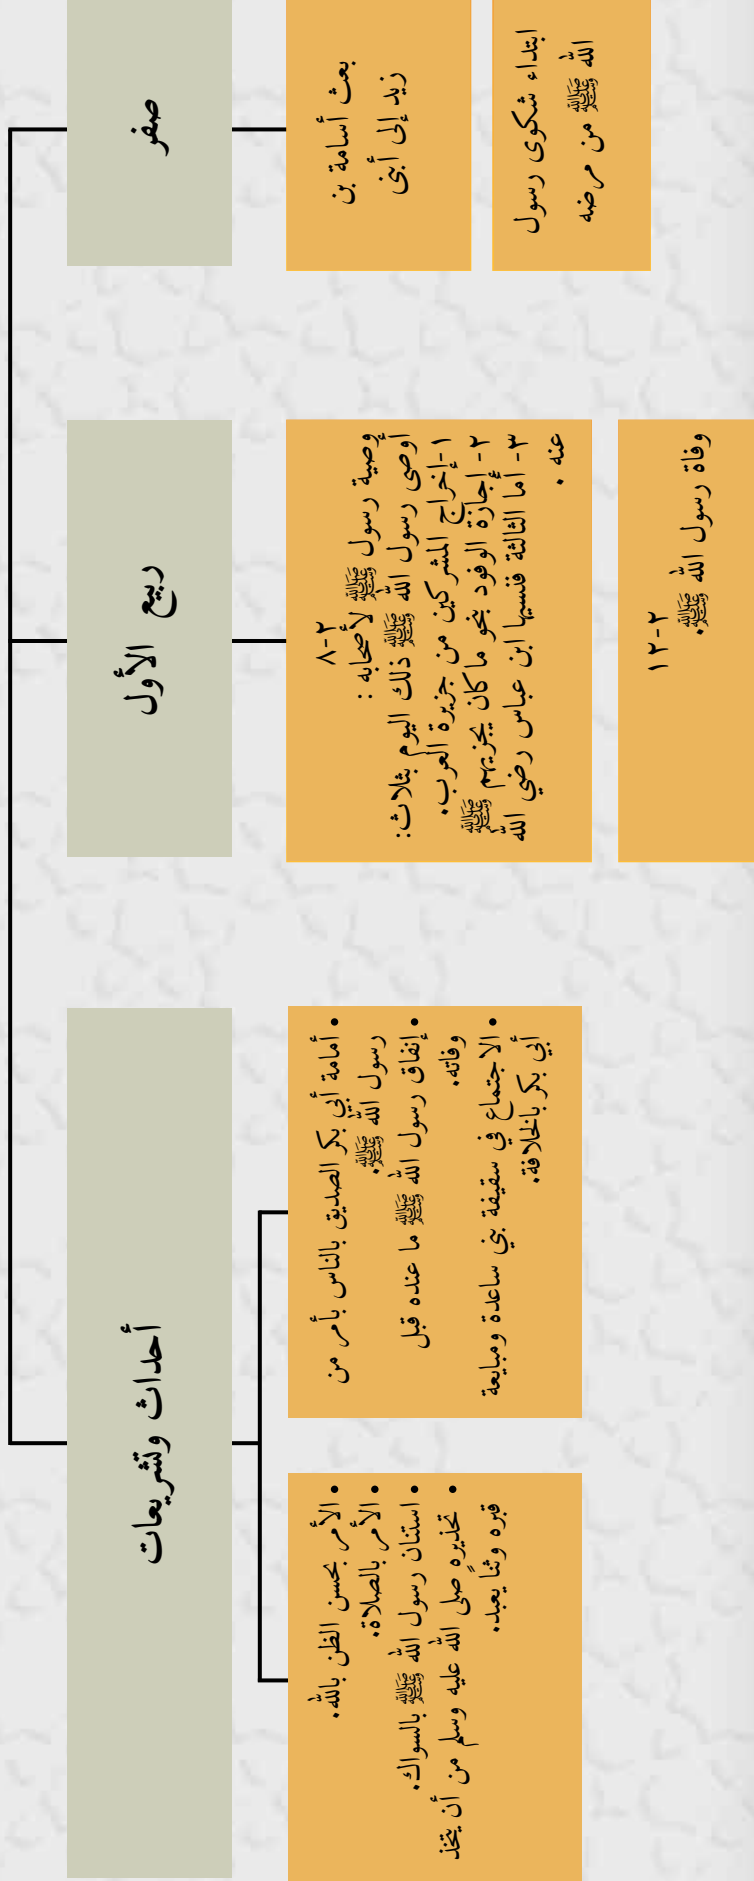 صفر
بعث أسامة بن
زيد إلى أبنى
ابتداء شكوى رسول
الله ﷺ من مرضه
ربيع الأول
٨-٢
وصية رسول ﷺ لأصحابه :
أوصى رسول الله ﷺ ذلك اليوم بثلاث:
١-إخراج المشركين من جزيرة العرب.
٢- إجازة الوفود بنحو ماكان يجزيهم ﷺ
٣- أما الثالثة فنسيها ابن عباس رضي الله
عنه .
١٢-٢
وفاة رسول الله ﷺ.
أحداث وتشريعات
• أمامة أبي بكر الصديق بالناس بأمر من
رسول الله ﷺ.
• إنفاق رسول الله ﷺ ما عنده قبل
وفاته.
• الاجتماع في سقيفة بني ساعدة ومبايعة
أبي بكر بالخلافة.
• الأمر بحسن الظن بالله.
• الأمر بالصلاة.
• استنان رسول الله ﷺ بالسواك.
• تحذيره صلى الله عليه وسلم من أن يتخذ
قبره وثناً يعبد.